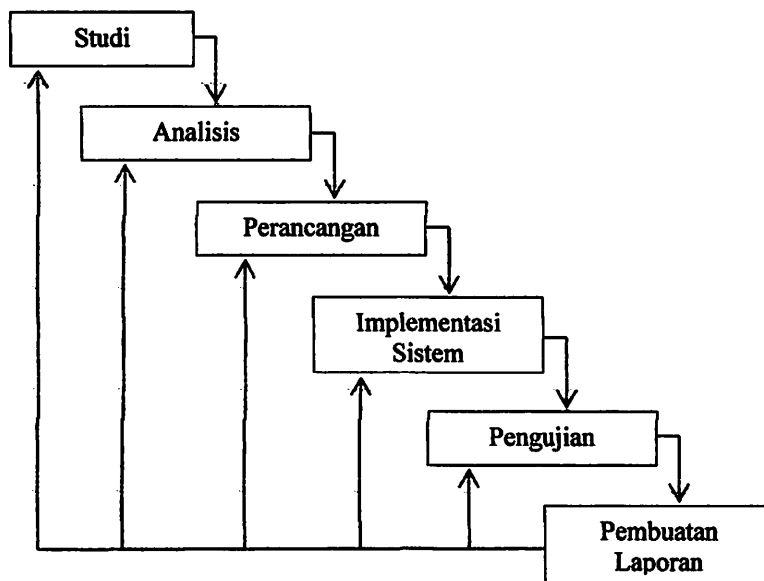 Studi
Analisis
Perancangan
Implementasi
Sistem
Pengujian
Pembuatan
Laporan